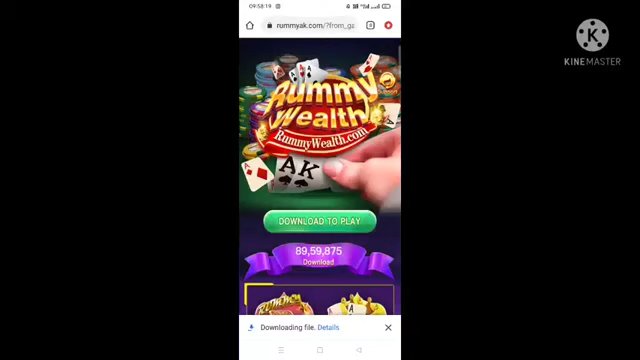 09:58:19
rummyak.com/?from_ga
KINEMASTER
Rummy
Wealth
RummyWealth.com
A K
DOWNLOAD TO PLAY
89,59,875
Download
Rummy
Downloading file. Details